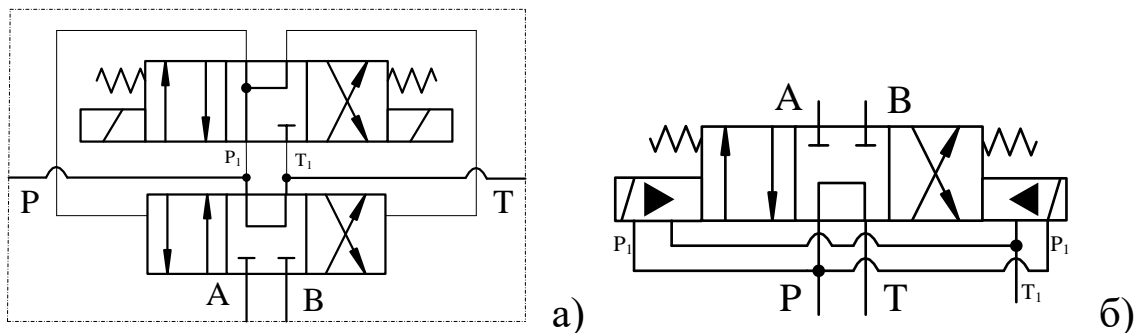 P₁ T₁
P T
A B
а)
A B
P₁ P₁
T₁
P T
б)